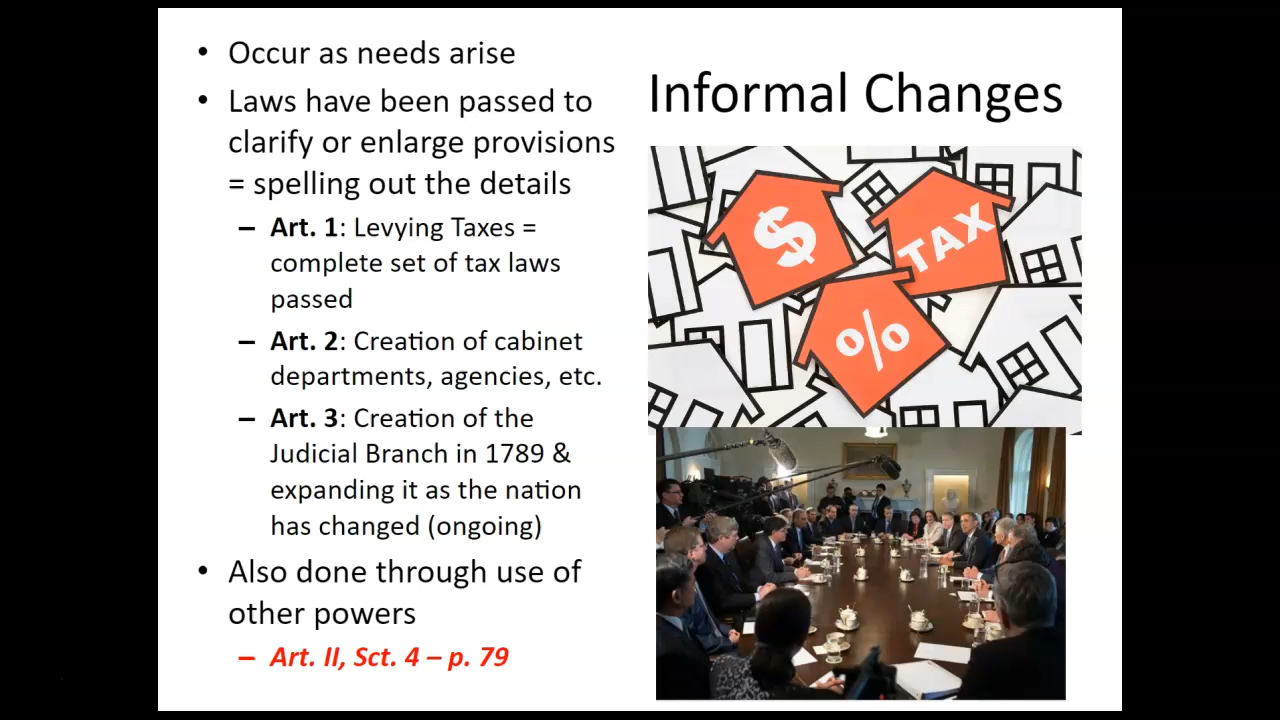 • Occur as needs arise
• Laws have been passed to
clarify or enlarge provisions
= spelling out the details
– Art. 1: Levying Taxes =
complete set of tax laws
passed
– Art. 2: Creation of cabinet
departments, agencies, etc.
– Art. 3: Creation of the
Judicial Branch in 1789 &
expanding it as the nation
has changed (ongoing)
• Also done through use of
other powers
– Art. II, Sct. 4 – p. 79
Informal Changes
$
TAX
%